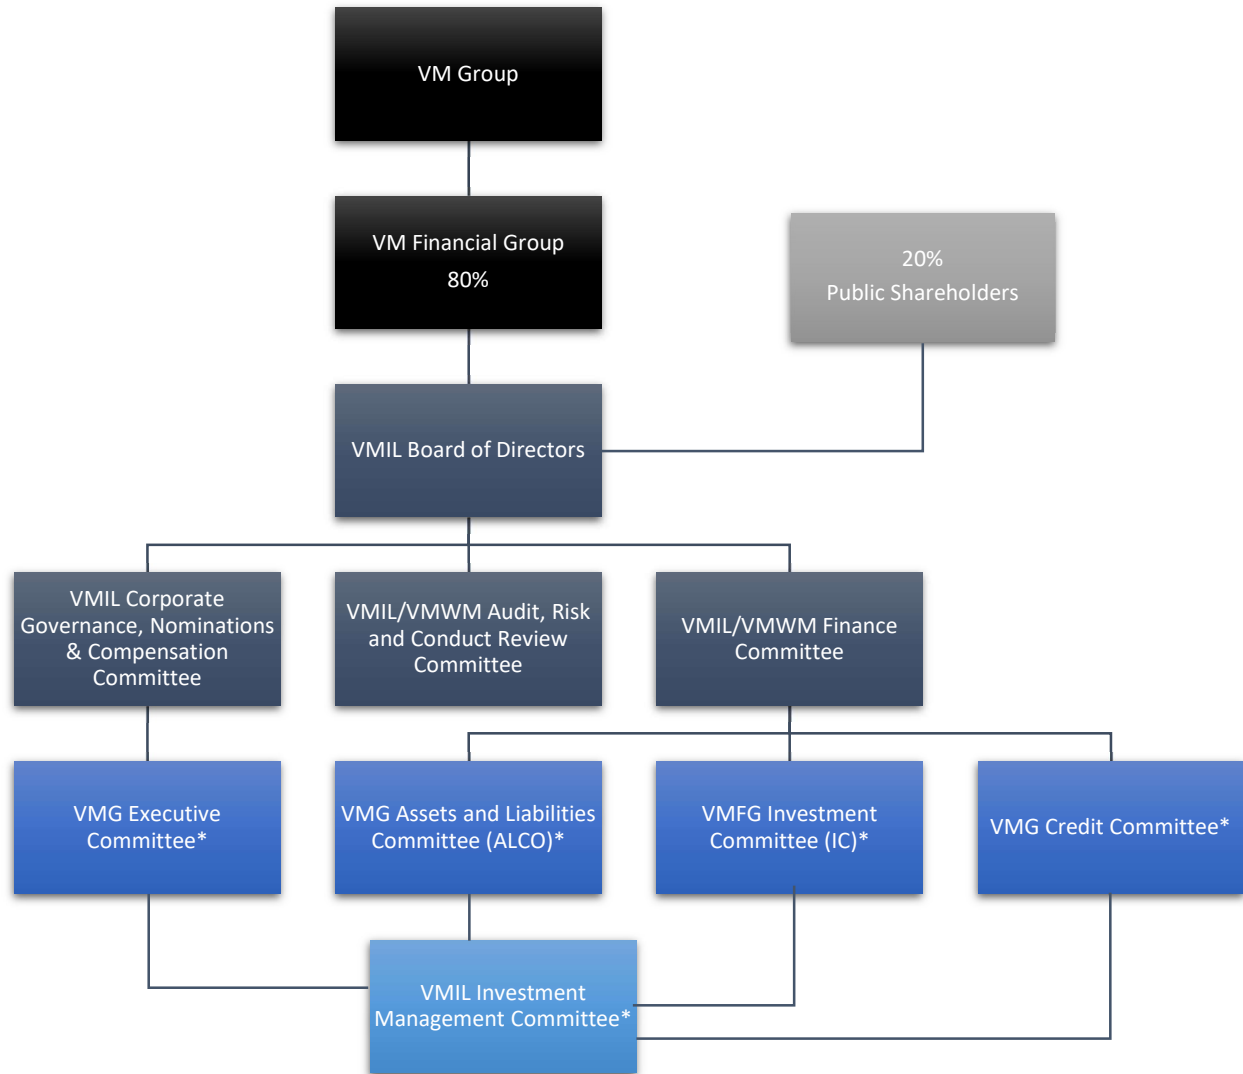 VM Group
VM Financial Group
80%
20%
Public Shareholders
VMIL Board of Directors
VMIL Corporate
Governance, Nominations
& Compensation
Committee
VMIL/VMWM Audit, Risk
and Conduct Review
Committee
VMIL/VMWM Finance
Committee
VMG Executive
Committee*
VMG Assets and Liabilities
Committee (ALCO)*
VMFG Investment
Committee (IC)*
VMG Credit Committee*
VMIL Investment
Management Committee*